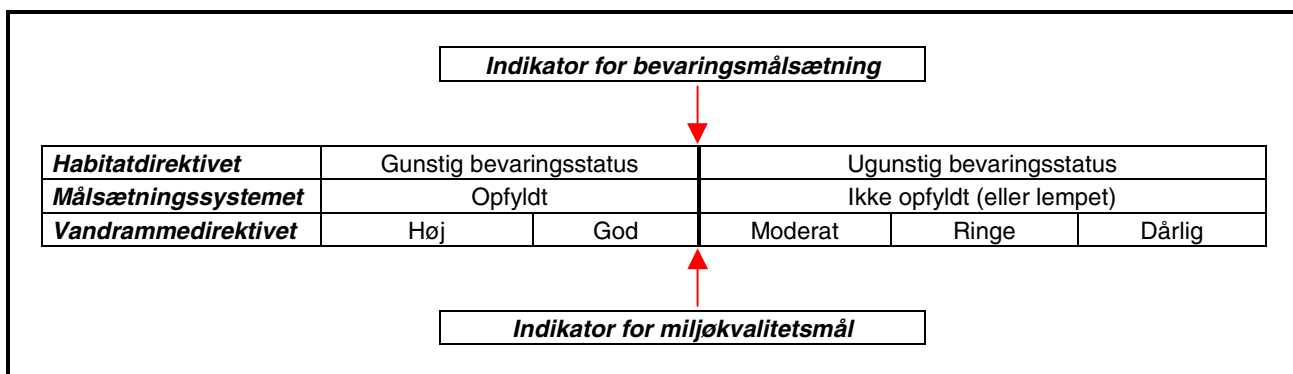 Indikator for bevaringsmålsætning
Habitatdirektivet Gunstig bevaringsstatus Ugunstig bevaringsstatus
Målsætningssystemet Opfyldt Ikke opfyldt (eller lempet)
Vandrammedirektivet Høj God Moderat Ringe Dårlig
Indikator for miljøkvalitetsmål